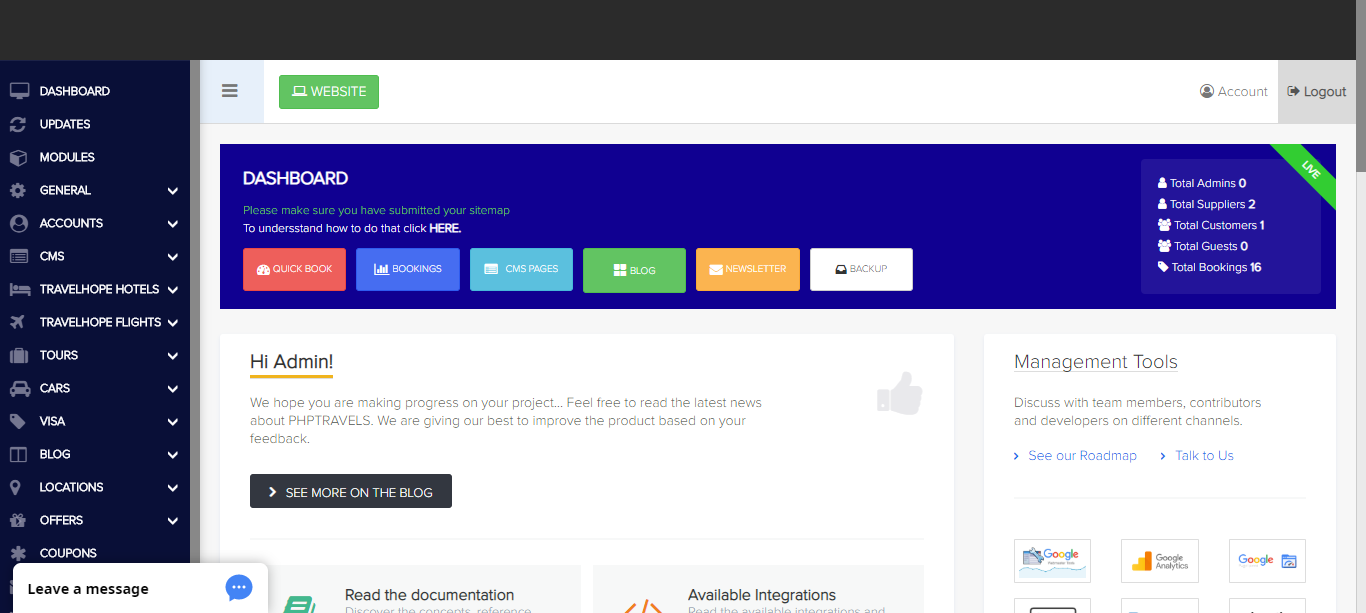 DASHBOARD
UPDATES
MODULES
GENERAL
ACCOUNTS
CMS
TRAVELHOPE HOTELS
TRAVELHOPE FLIGHTS
TOURS
CARS
VISA
BLOG
LOCATIONS
OFFERS
COUPONS
Leave a message
WEBSITE
Account
Logout
DASHBOARD
Please make sure you have submitted your sitemap
To undersstand how to do that click HERE.
QUICK BOOK
BOOKINGS
CMS PAGES
BLOG
NEWSLETTER
BACKUP
LIVE
Total Admins 0
Total Suppliers 2
Total Customers 1
Total Guests 0
Total Bookings 16
Hi Admin!
We hope you are making progress on your project... Feel free to read the latest news
about PHPTRAVELS. We are giving our best to improve the product based on your
feedback.
SEE MORE ON THE BLOG
Read the documentation
Discover the concepts, reference
Available Integrations
Read the available integrations and
Management Tools
Discuss with team members, contributors
and developers on different channels.
See our Roadmap
Talk to Us
Google
Google
Analytics
Google